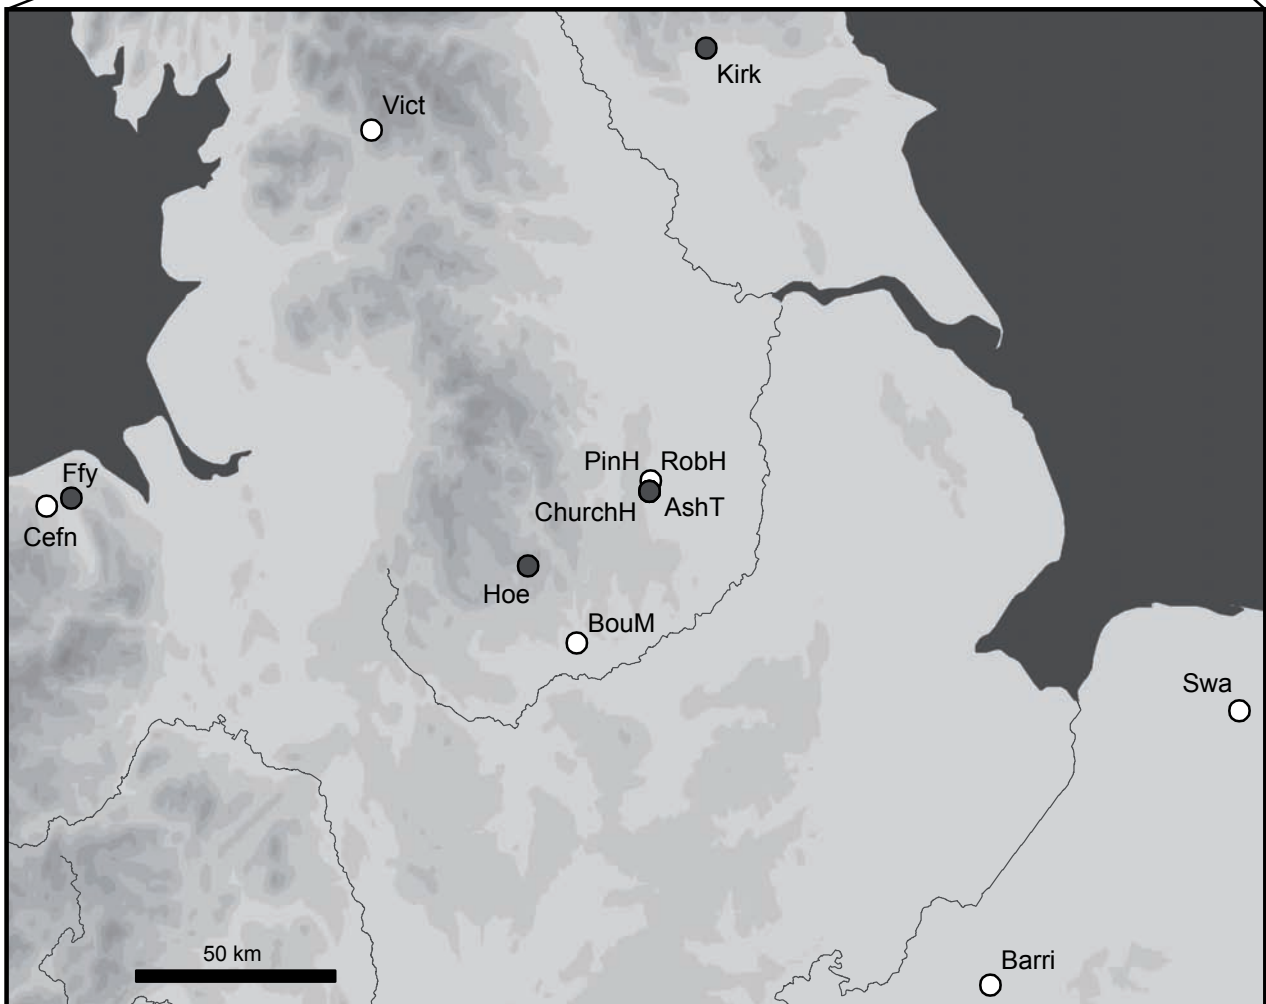 Kirk
Vict
PinH RobH
Ffy
ChurchH AshT
Cefn
Hoe
BouM
Swa
50 km
Barri